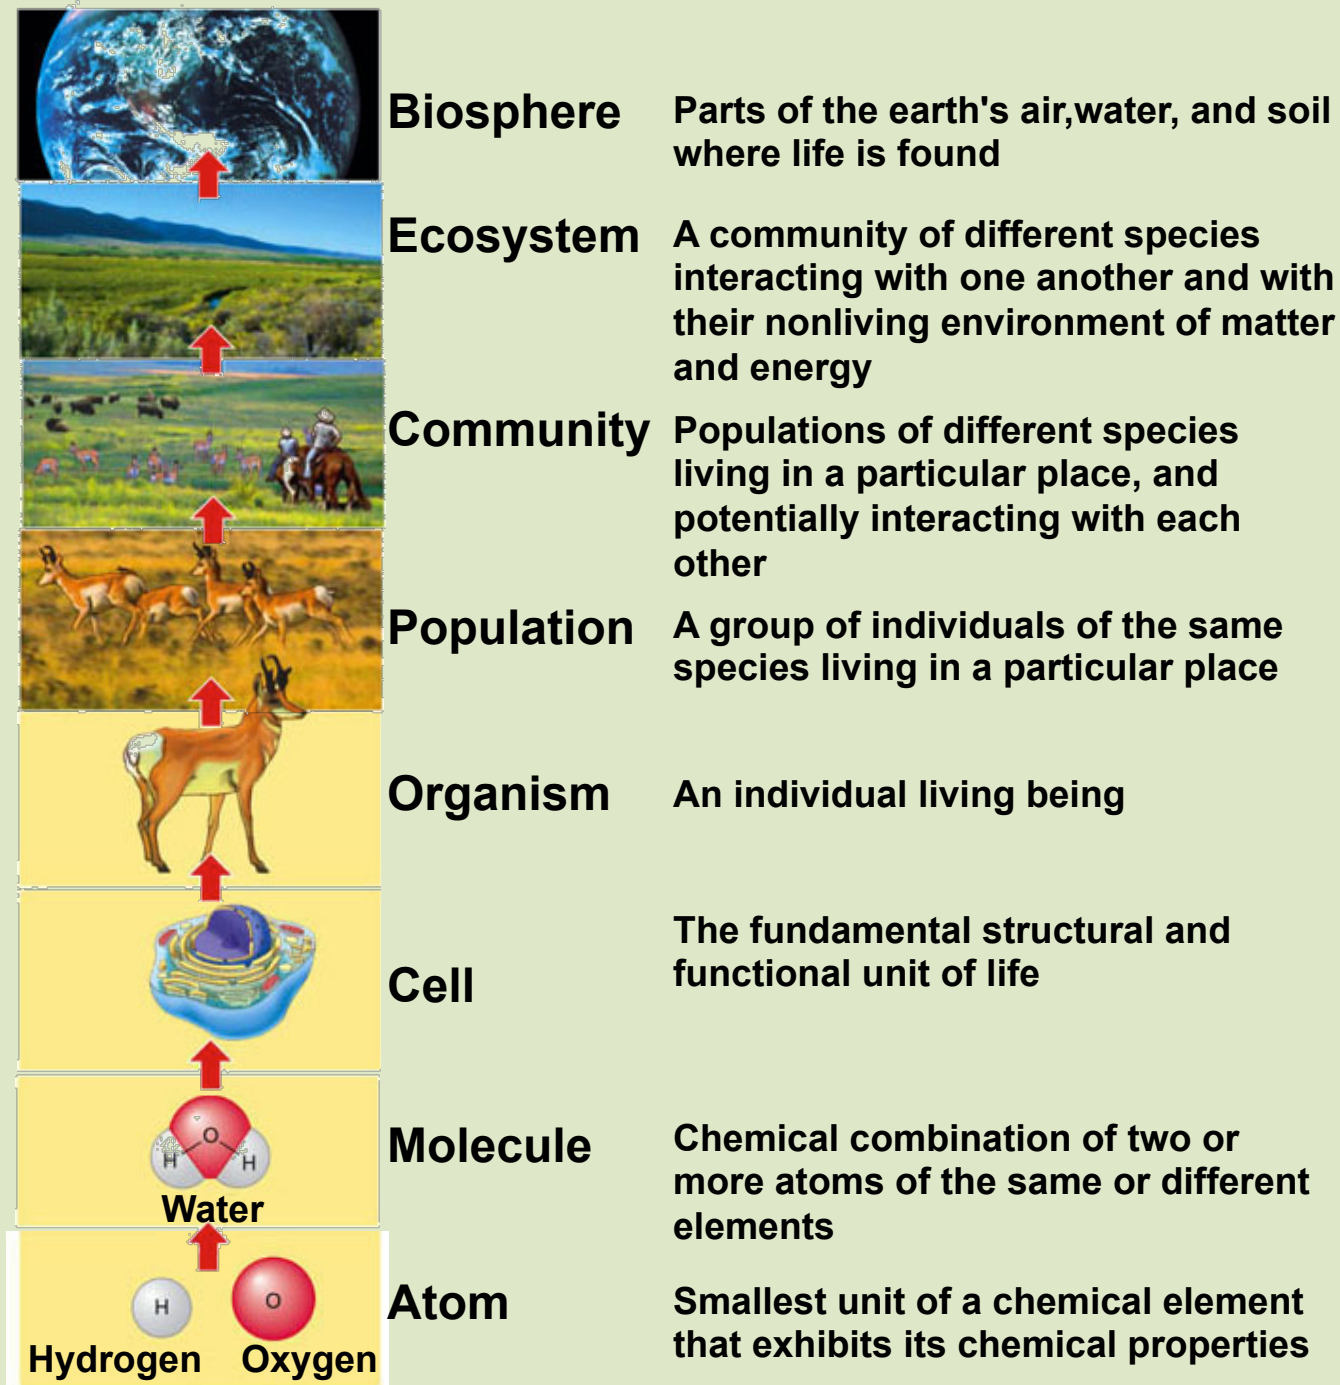 Biosphere
Parts of the earth's air,water, and soil
where life is found
Ecosystem
A community of different species
interacting with one another and with
their nonliving environment of matter
and energy
Community
Populations of different species
living in a particular place, and
potentially interacting with each
other
Population
A group of individuals of the same
species living in a particular place
Organism
An individual living being
Cell
The fundamental structural and
functional unit of life
O
H H
Water
Molecule
Chemical combination of two or
more atoms of the same or different
elements
H O
Hydrogen Oxygen
Atom
Smallest unit of a chemical element
that exhibits its chemical properties